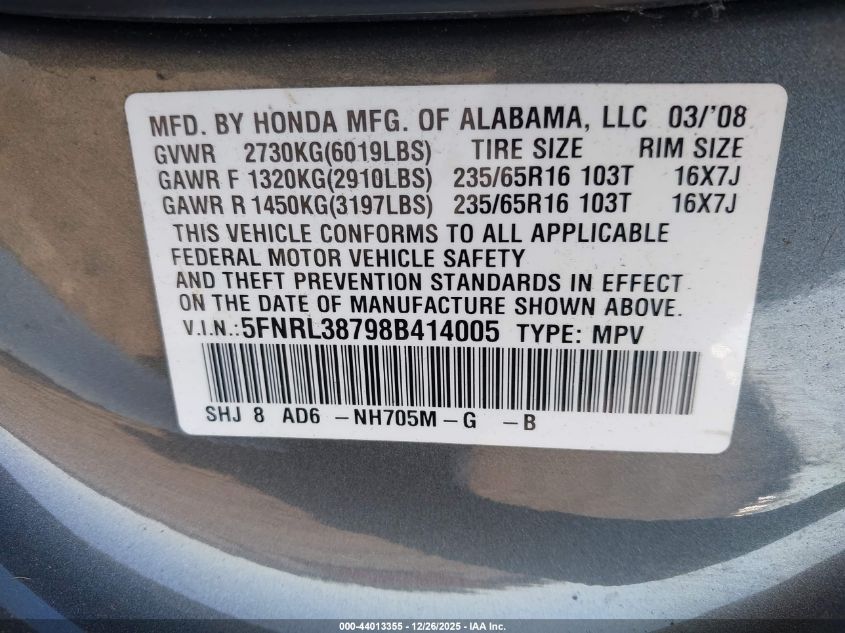 MFD. BY HONDA MFG. OF ALABAMA, LLC 03/'08
GVWR 2730KG(6019LBS) TIRE SIZE RIM SIZE
GAWR F 1320KG(2910LBS) 235/65R16 103T 16X7J
GAWR R 1450KG(3197LBS) 235/65R16 103T 16X7J
THIS VEHICLE CONFORMS TO ALL APPLICABLE
FEDERAL MOTOR VEHICLE SAFETY
AND THEFT PREVENTION STANDARDS IN EFFECT
ON THE DATE OF MANUFACTURE SHOWN ABOVE.
V.I.N.:5FNRL38798B414005 TYPE: MPV
SHJ 8 AD6 -NH705M-G -B
000-44013355 - 12/26/2025 - IAA Inc.